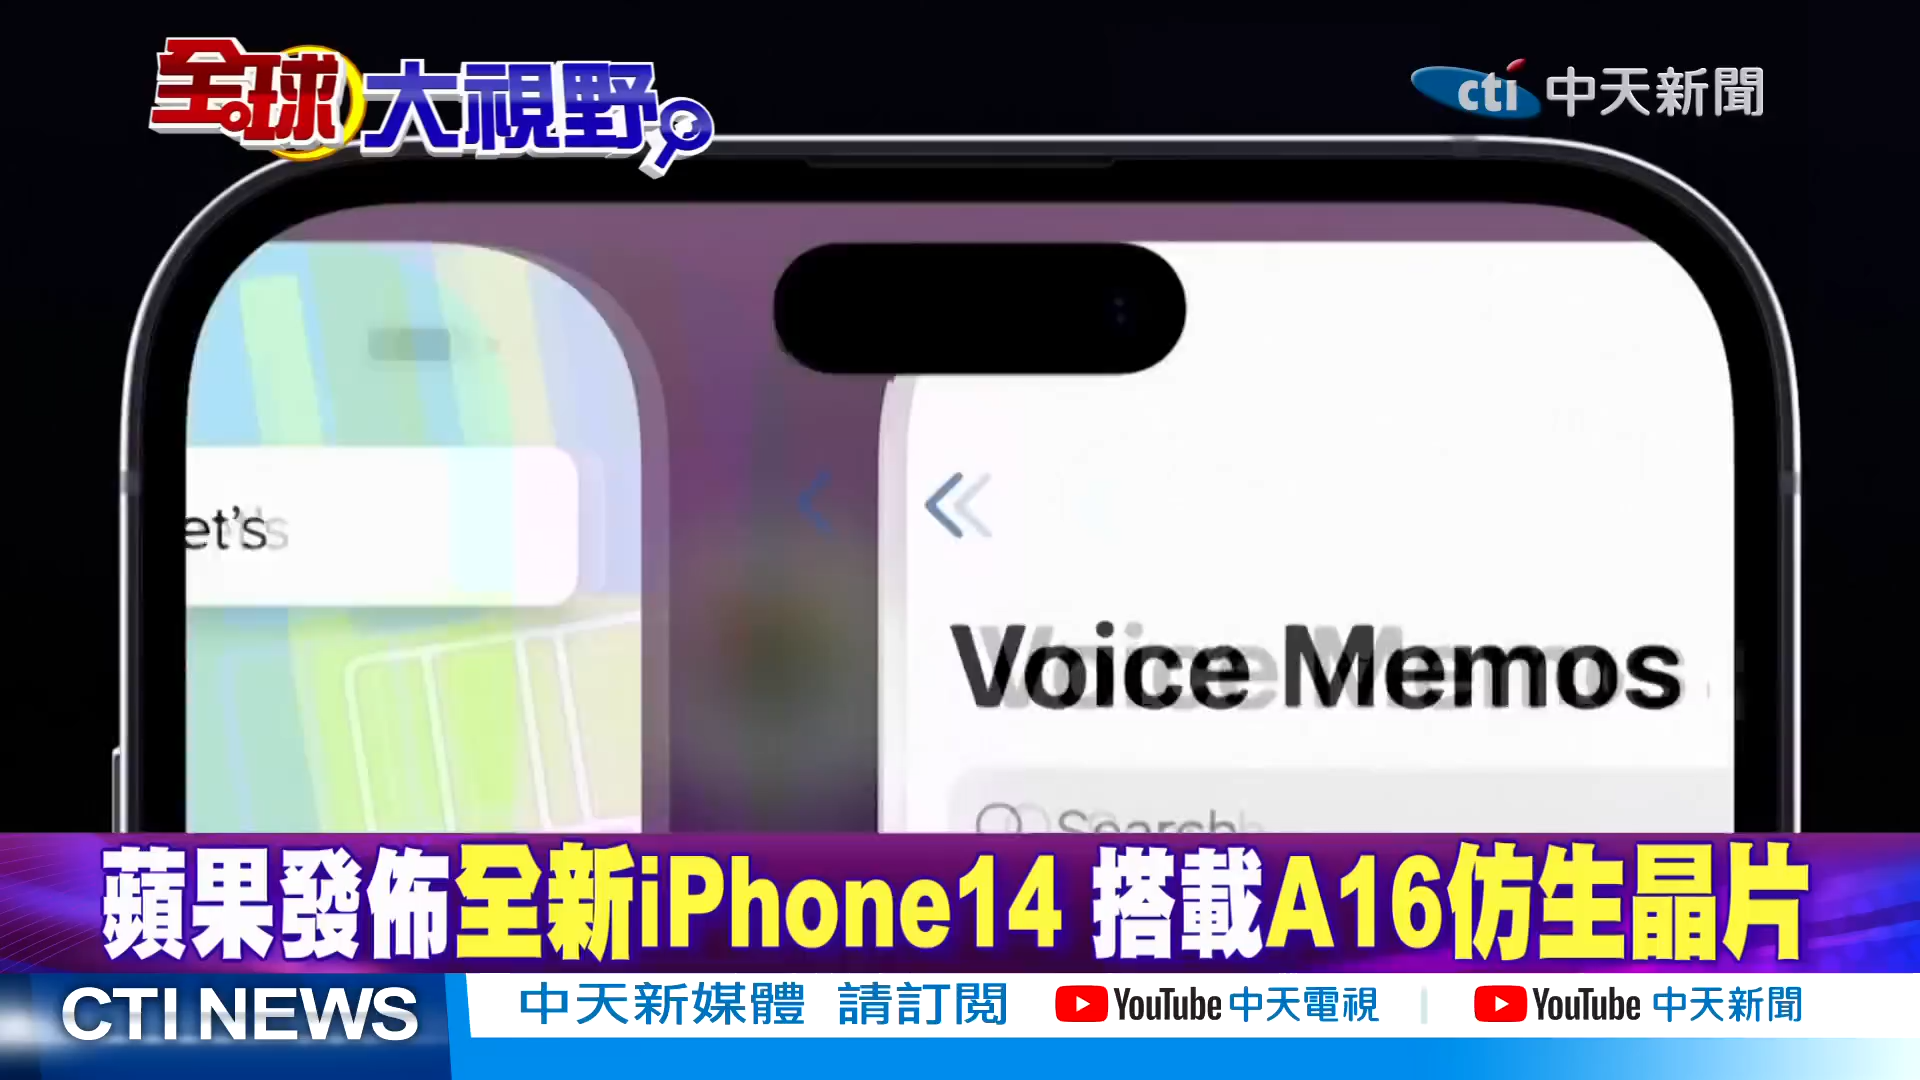 全球大視野
cti 中天新聞
et's
Voice Memos
Search
蘋果發佈全新iPhone14 搭載A16仿生晶片
CTI NEWS
中天新媒體 請訂閱 YouTube 中天電視 | YouTube 中天新聞